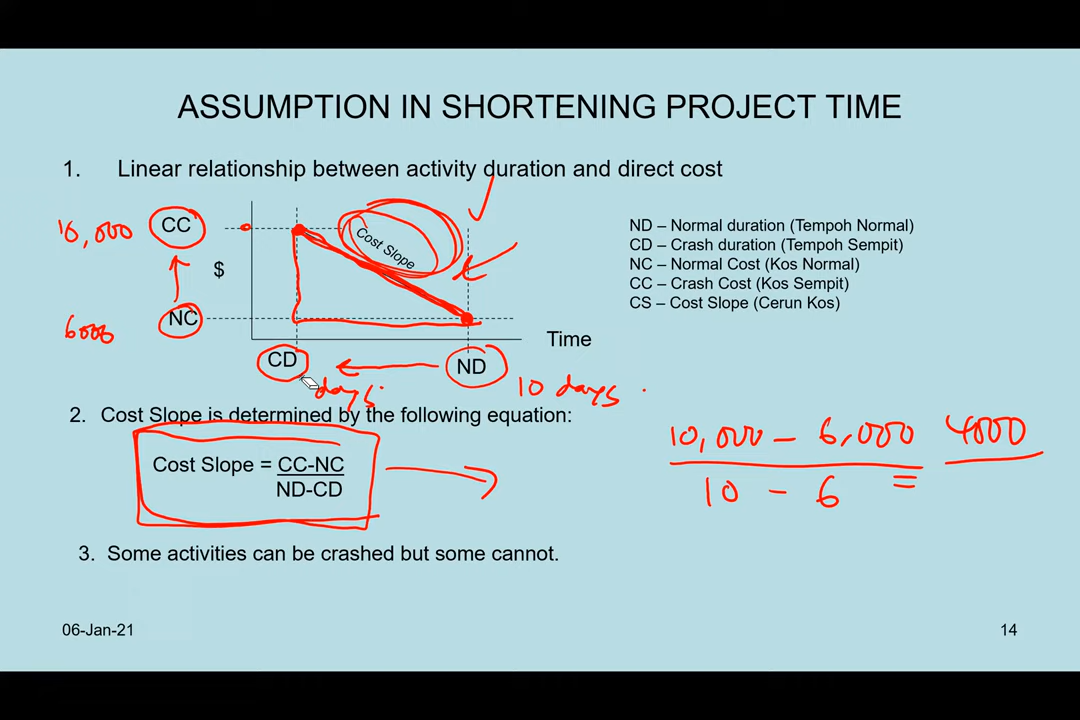 ASSUMPTION IN SHORTENING PROJECT TIME
1. Linear relationship between activity duration and direct cost
10,000 CC
$
6000 NC
Cost Slope
CD
ND
Time
days
10 days
ND – Normal duration (Tempoh Normal)
CD – Crash duration (Tempoh Sempit)
NC – Normal Cost (Kos Normal)
CC – Crash Cost (Kos Sempit)
CS – Cost Slope (Cerun Kos)
2. Cost Slope is determined by the following equation:
Cost Slope = CC-NC
ND-CD
10,000 – 6,000 4000
10 – 6 =
3. Some activities can be crashed but some cannot.
06-Jan-21
14